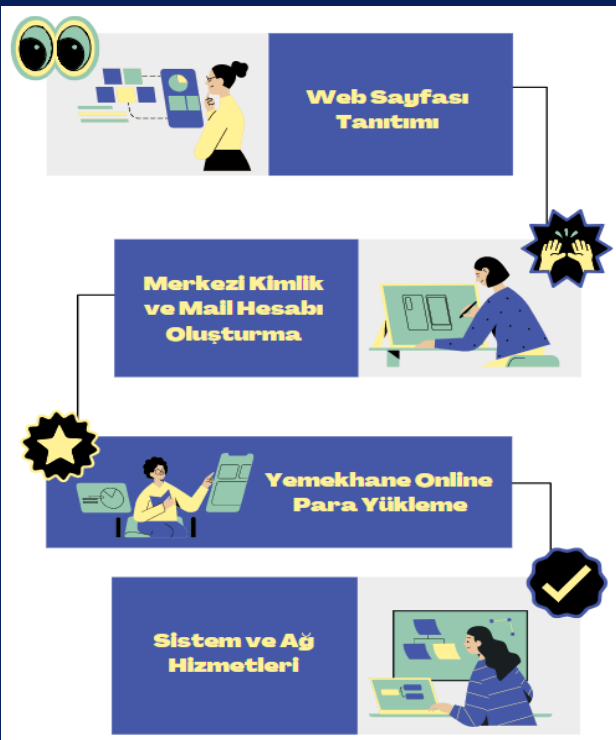 Web Sayfası
Tanıtımı
Merkezi Kimlik
ve Mail Hesabı
Oluşturma
Yemekhane Online
Para Yükleme
Sistem ve Ağ
Hizmetleri